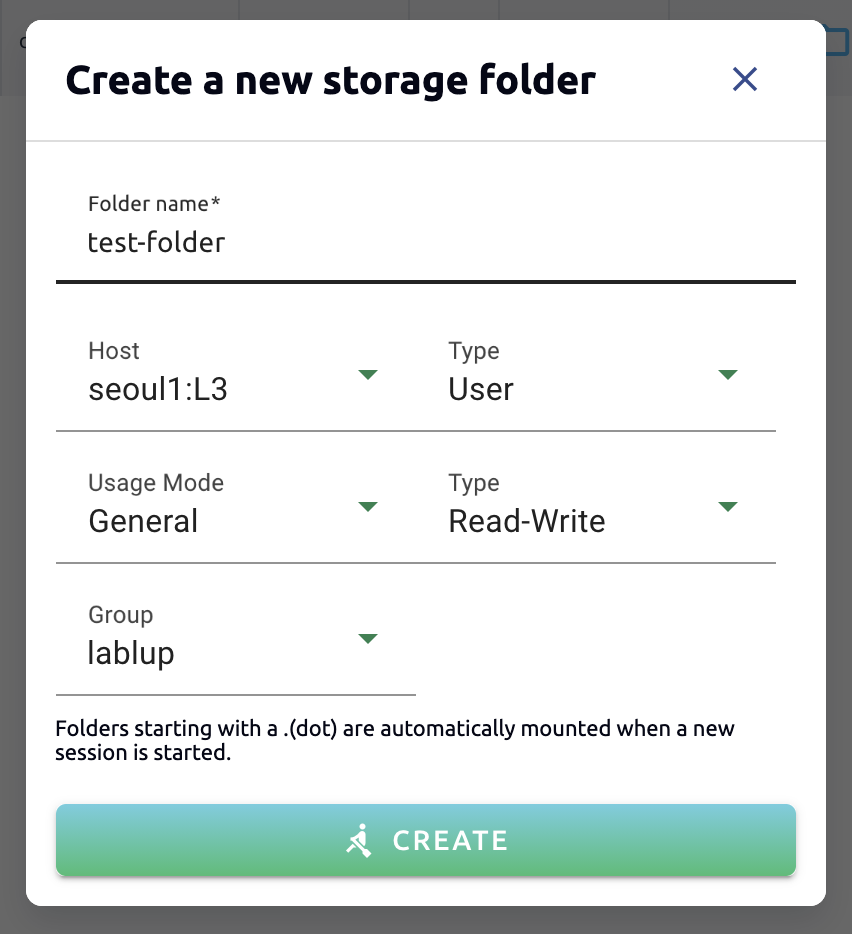 Create a new storage folder
Folder name*
test-folder
Host
seoul1:L3
Type
User
Usage Mode
General
Type
Read-Write
Group
lablup
Folders starting with a .(dot) are automatically mounted when a new
session is started.
CREATE